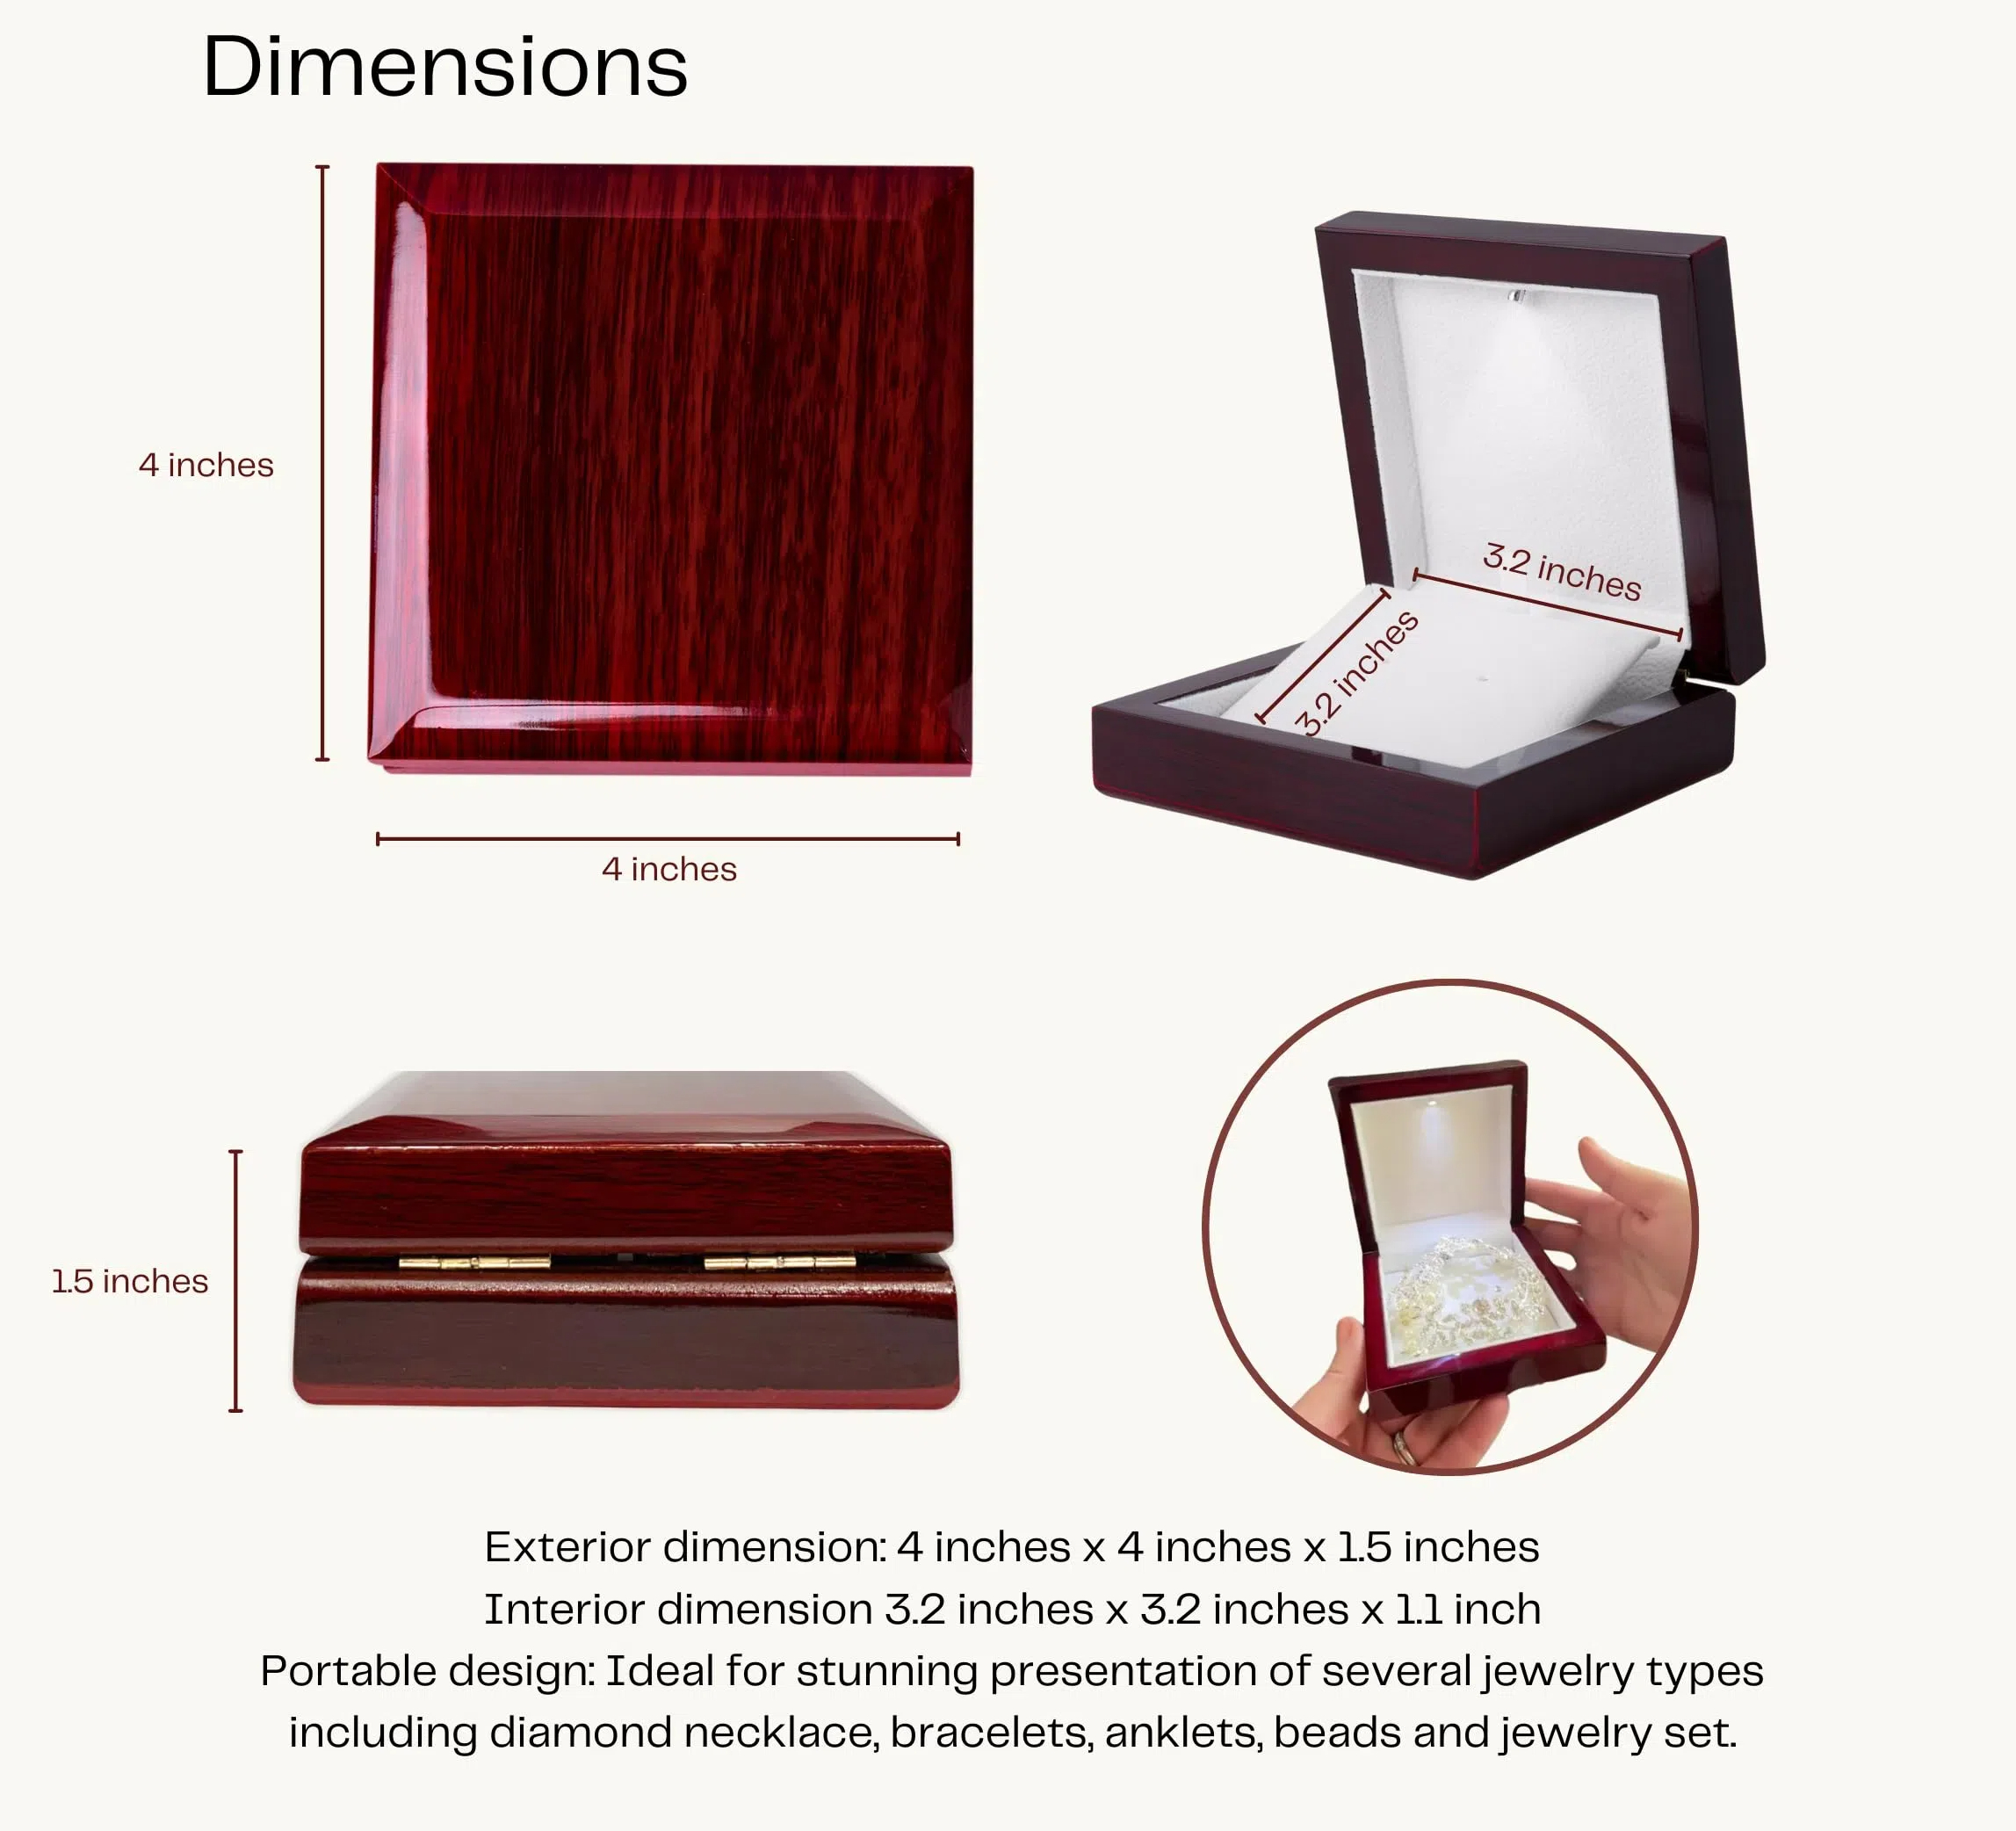 Dimensions
4 inches
4 inches
3.2 inches
3.2 inches
1.5 inches
Exterior dimension: 4 inches x 4 inches x 1.5 inches
Interior dimension 3.2 inches x 3.2 inches x 1.1 inch
Portable design: Ideal for stunning presentation of several jewelry types
including diamond necklace, bracelets, anklets, beads and jewelry set.